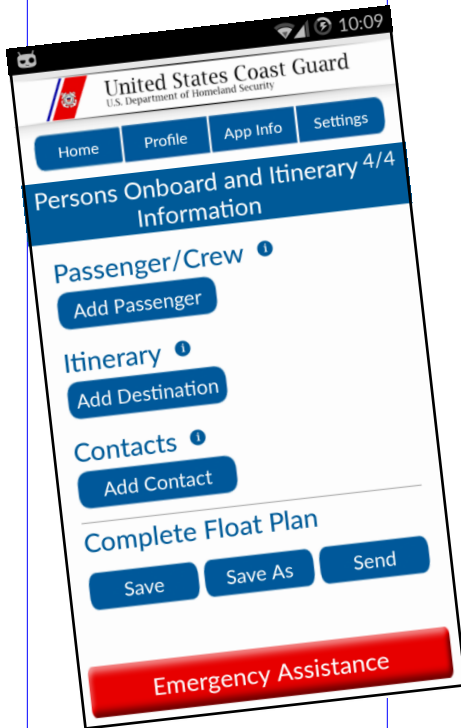 10:09
United States Coast Guard
U.S. Department of Homeland Security
Home Profile App Info Settings
Persons Onboard and Itinerary 4/4
Information
Passenger/Crew i
Add Passenger
Itinerary i
Add Destination
Contacts i
Add Contact
Complete Float Plan
Save Save As Send
Emergency Assistance